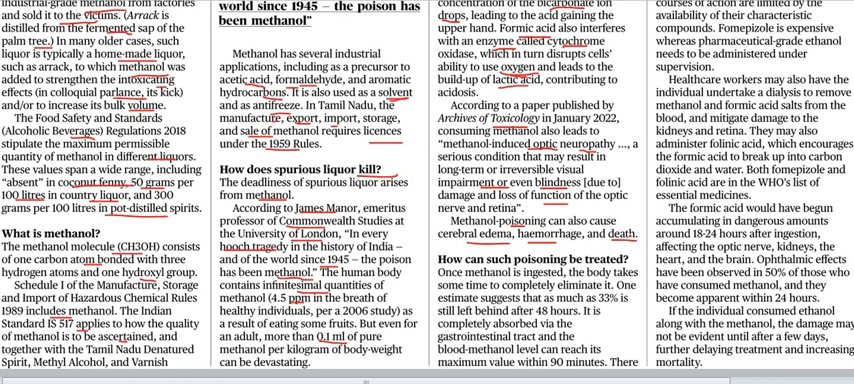 industrial-grade methanol from factories
and sold it to the victims. (Arrack is
distilled from the fermented sap of the
palm tree.) In many older cases, such
liquor is typically a home-made liquor,
such as arrack, to which methanol was
added to strengthen the intoxicating
effects (in colloquial parlance, its kick)
and/or to increase its bulk volume.
The Food Safety and Standards
(Alcoholic Beverages) Regulations 2018
stipulate the maximum permissible
quantity of methanol in different liquors.
These values span a wide range, including
“absent” in coconut fenny, 50 grams per
100 litres in country liquor, and 300
grams per 100 litres in pot-distilled spirits.
What is methanol?
The methanol molecule (CH3OH) consists
of one carbon atom bonded with three
hydrogen atoms and one hydroxyl group.
Schedule I of the Manufacture, Storage
and Import of Hazardous Chemical Rules
1989 includes methanol. The Indian
Standard IS 517 applies to how the quality
of methanol is to be ascertained, and
together with the Tamil Nadu Denatured
Spirit, Methyl Alcohol, and Varnish
world since 1945 – the poison has
been methanol”
Methanol has several industrial
applications, including as a precursor to
acetic acid, formaldehyde, and aromatic
hydrocarbons. It is also used as a solvent
and as antifreeze. In Tamil Nadu, the
manufacture, export, import, storage,
and sale of methanol requires licences
under the 1959 Rules.
How does spurious liquor kill?
The deadliness of spurious liquor arises
from methanol.
According to James Manor, emeritus
professor of Commonwealth Studies at
the University of London, “In every
hooch tragedy in the history of India –
and of the world since 1945 – the poison
has been methanol.” The human body
contains infinitesimal quantities of
methanol (4.5 ppm in the breath of
healthy individuals, per a 2006 study) as
a result of eating some fruits. But even for
an adult, more than 0.1 ml of pure
methanol per kilogram of body-weight
can be devastating.
concentration of the bicarbonate ion
drops, leading to the acid gaining the
upper hand. Formic acid also interferes
with an enzyme called cytochrome
oxidase, which in turn disrupts cells’
ability to use oxygen and leads to the
build-up of lactic acid, contributing to
acidosis.
According to a paper published by
Archives of Toxicology in January 2022,
consuming methanol also leads to
“methanol-induced optic neuropathy ..., a
serious condition that may result in
long-term or irreversible visual
impairment or even blindness [due to]
damage and loss of function of the optic
nerve and retina”.
Methanol-poisoning can also cause
cerebral edema, haemorrhage, and death.
How can such poisoning be treated?
Once methanol is ingested, the body takes
some time to completely eliminate it. One
estimate suggests that as much as 33% is
still left behind after 48 hours. It is
completely absorbed via the
gastrointestinal tract and the
blood-methanol level can reach its
maximum value within 90 minutes. There
courses of action are limited by the
availability of their characteristic
compounds. Fomepizole is expensive
whereas pharmaceutical-grade ethanol
needs to be administered under
supervision.
Healthcare workers may also have the
individual undertake a dialysis to remove
methanol and formic acid salts from the
blood, and mitigate damage to the
kidneys and retina. They may also
administer folinic acid, which encourages
the formic acid to break up into carbon
dioxide and water. Both fomepizole and
folinic acid are in the WHO’s list of
essential medicines.
The formic acid would have begun
accumulating in dangerous amounts
around 18-24 hours after ingestion,
affecting the optic nerve, kidneys, the
heart, and the brain. Ophthalmic effects
have been observed in 50% of those who
have consumed methanol, and they
become apparent within 24 hours.
If the individual consumed ethanol
along with the methanol, the damage may
not be evident until after a few days,
further delaying treatment and increasing
mortality.